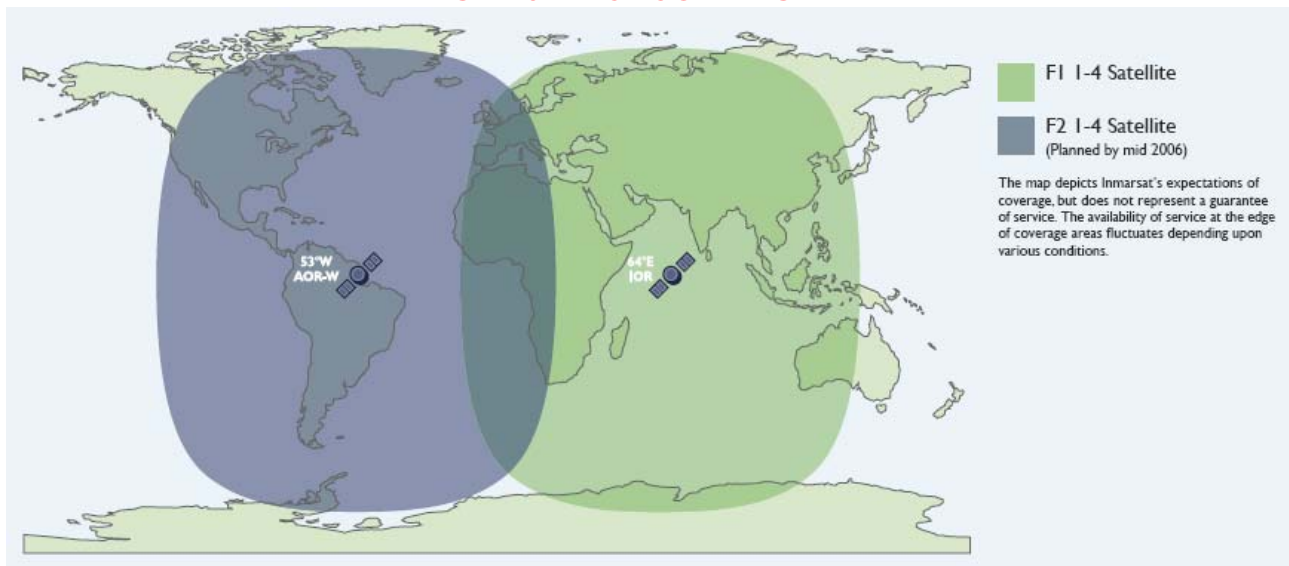 F1 I-4 Satellite
F2 I-4 Satellite
(Planned by mid 2006)
The map depicts Inmarsat's expectations of
coverage, but does not represent a guarantee
of service. The availability of service at the edge
of coverage areas fluctuates depending upon
various conditions.
53°W
AOR-W
64°E
IOR